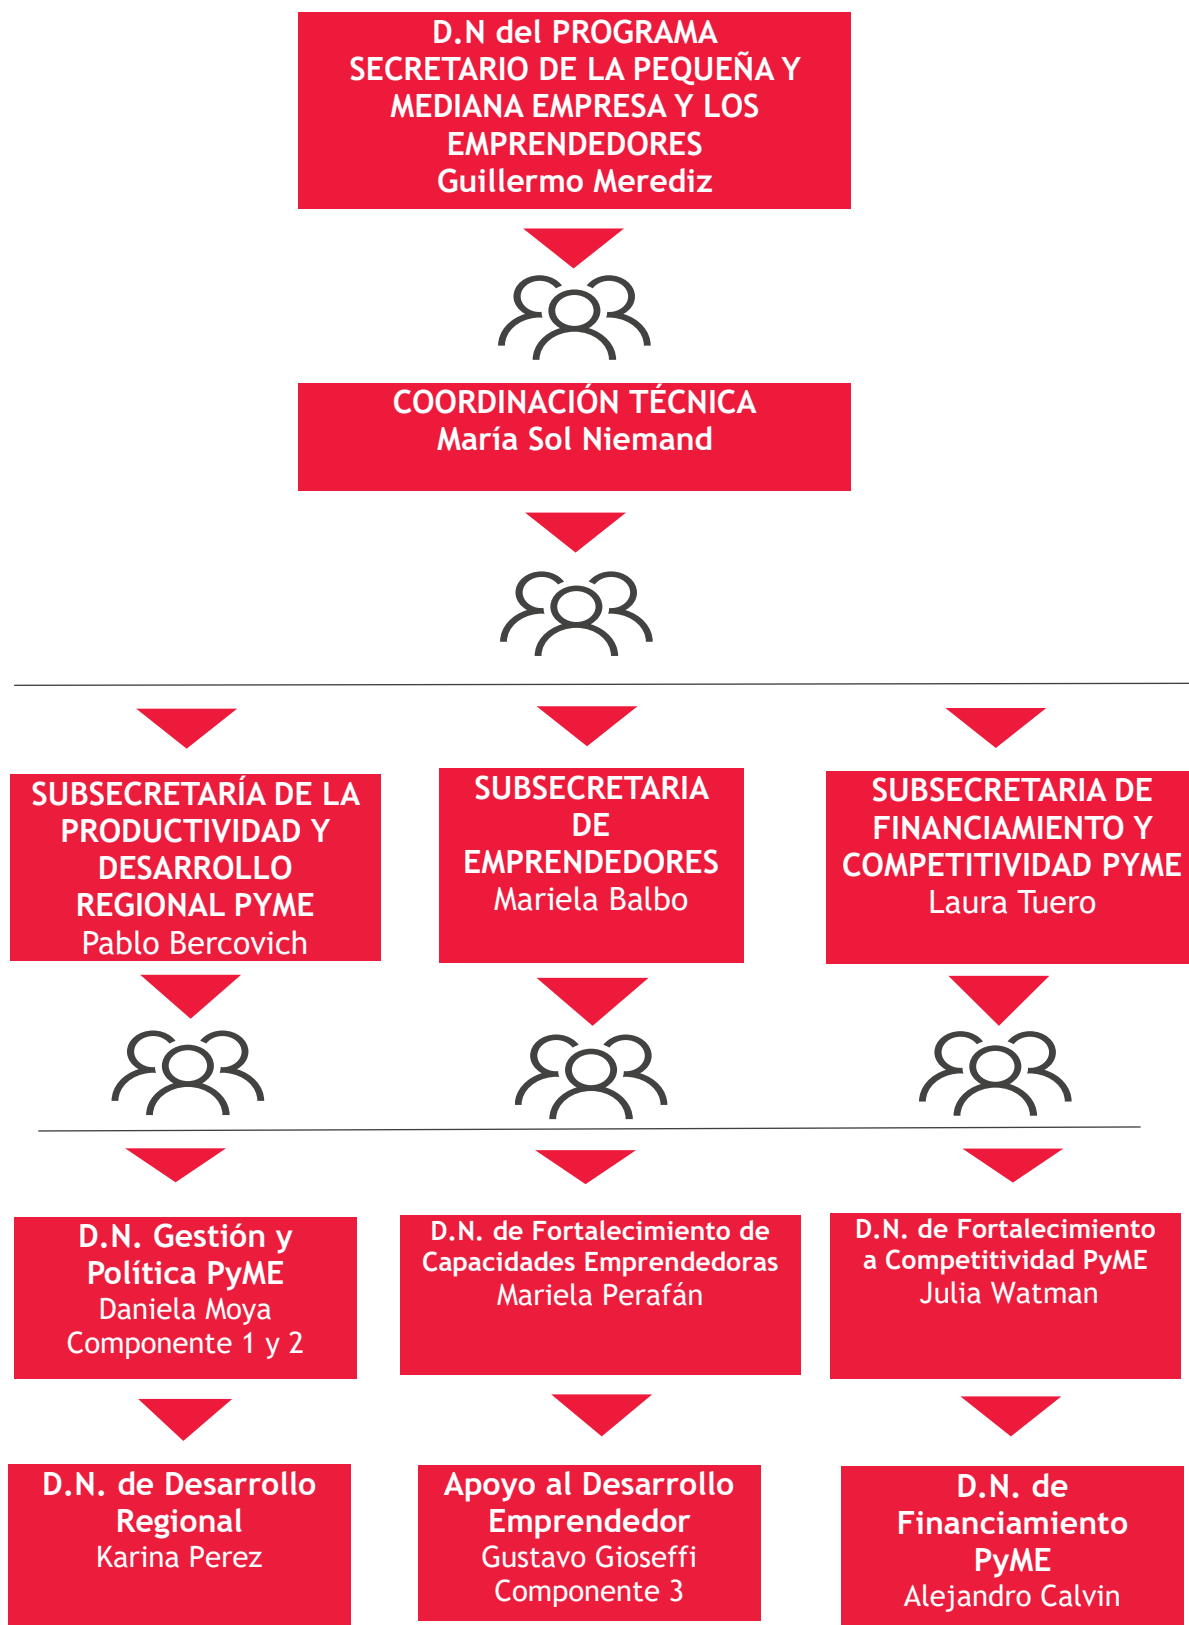 D.N del PROGRAMA
SECRETARIO DE LA PEQUEÑA Y
MEDIANA EMPRESA Y LOS
EMPRENDEDORES
Guillermo Merediz
COORDINACIÓN TÉCNICA
María Sol Niemand
SUBSECRETARÍA DE LA
PRODUCTIVIDAD Y
DESARROLLO
REGIONAL PYME
Pablo Bercovich
SUBSECRETARIA
DE
EMPRENDEDORES
Mariela Balbo
SUBSECRETARIA DE
FINANCIAMIENTO Y
COMPETITIVIDAD PYME
Laura Tuero
D.N. Gestión y
Política PyME
Daniela Moya
Componente 1 y 2
D.N. de Fortalecimiento de
Capacidades Emprendedoras
Mariela Perafán
D.N. de Fortalecimiento
a Competitividad PyME
Julia Watman
D.N. de Desarrollo
Regional
Karina Perez
Apoyo al Desarrollo
Emprendedor
Gustavo Gioseffi
Componente 3
D.N. de
Financiamiento
PyME
Alejandro Calvin